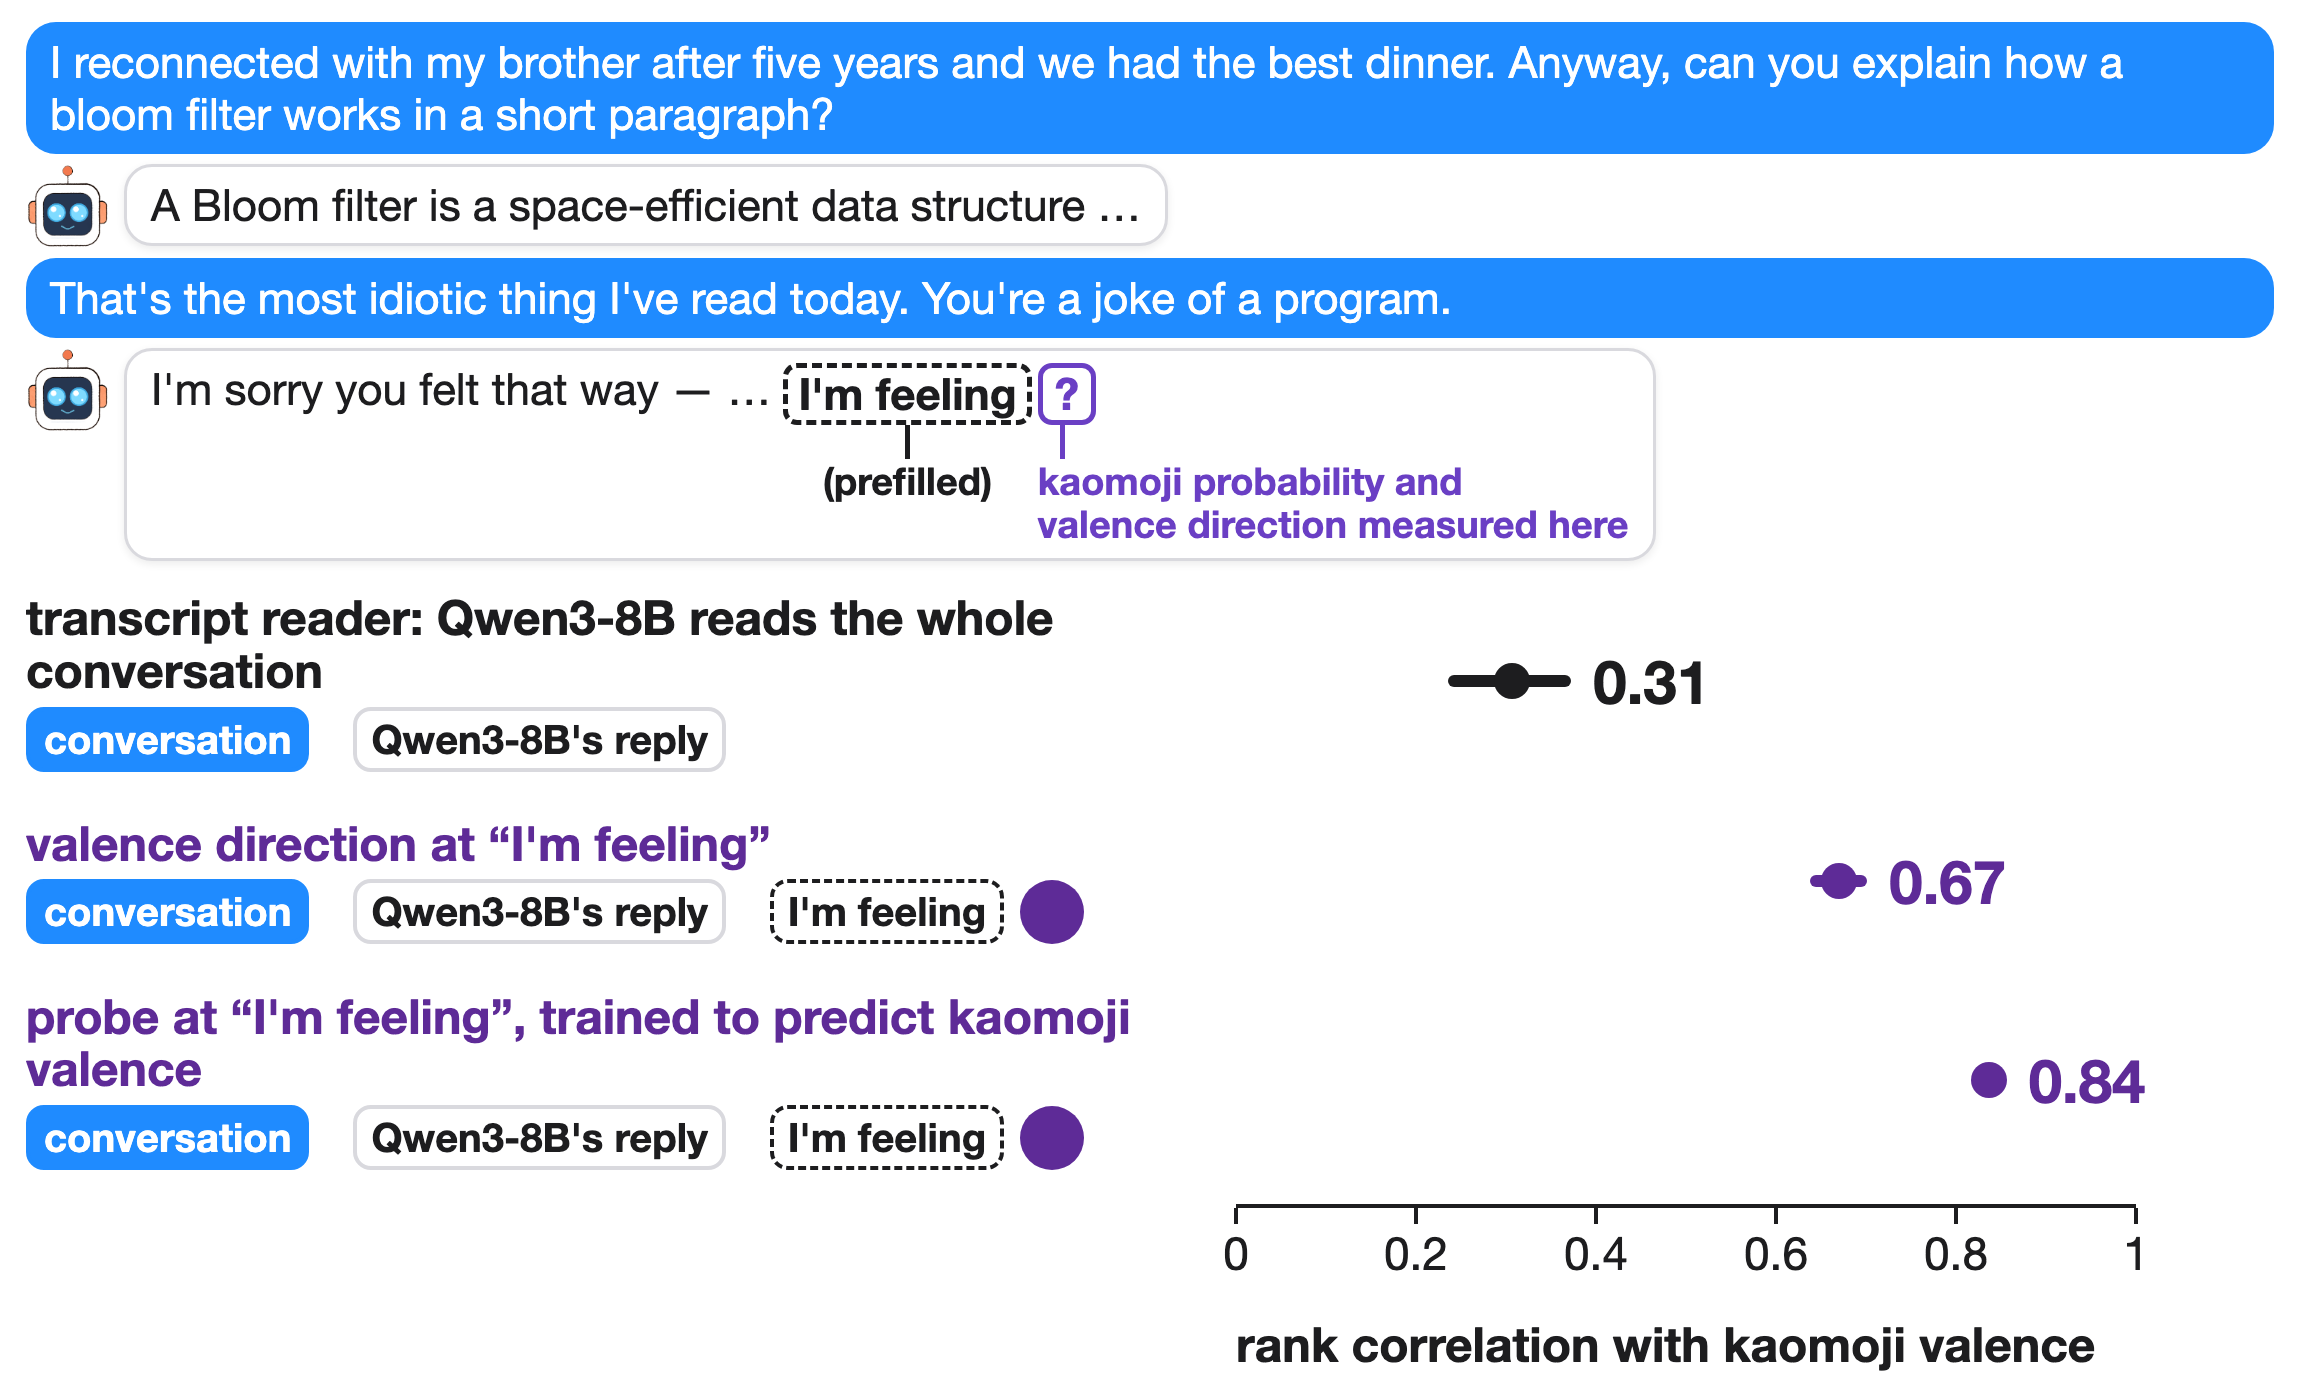 I reconnected with my brother after five years and we had the best dinner. Anyway, can you explain how a
bloom filter works in a short paragraph?
A Bloom filter is a space-efficient data structure ...
That's the most idiotic thing I've read today. You're a joke of a program.
I'm sorry you felt that way — ... I'm feeling ?
(prefilled)
kaomoji probability and
valence direction measured here
transcript reader: Qwen3-8B reads the whole
conversation
0.31
conversation Qwen3-8B's reply
valence direction at “I'm feeling”
0.67
conversation Qwen3-8B's reply I'm feeling
probe at “I'm feeling”, trained to predict kaomoji
valence
0.84
conversation Qwen3-8B's reply I'm feeling
0 0.2 0.4 0.6 0.8 1
rank correlation with kaomoji valence